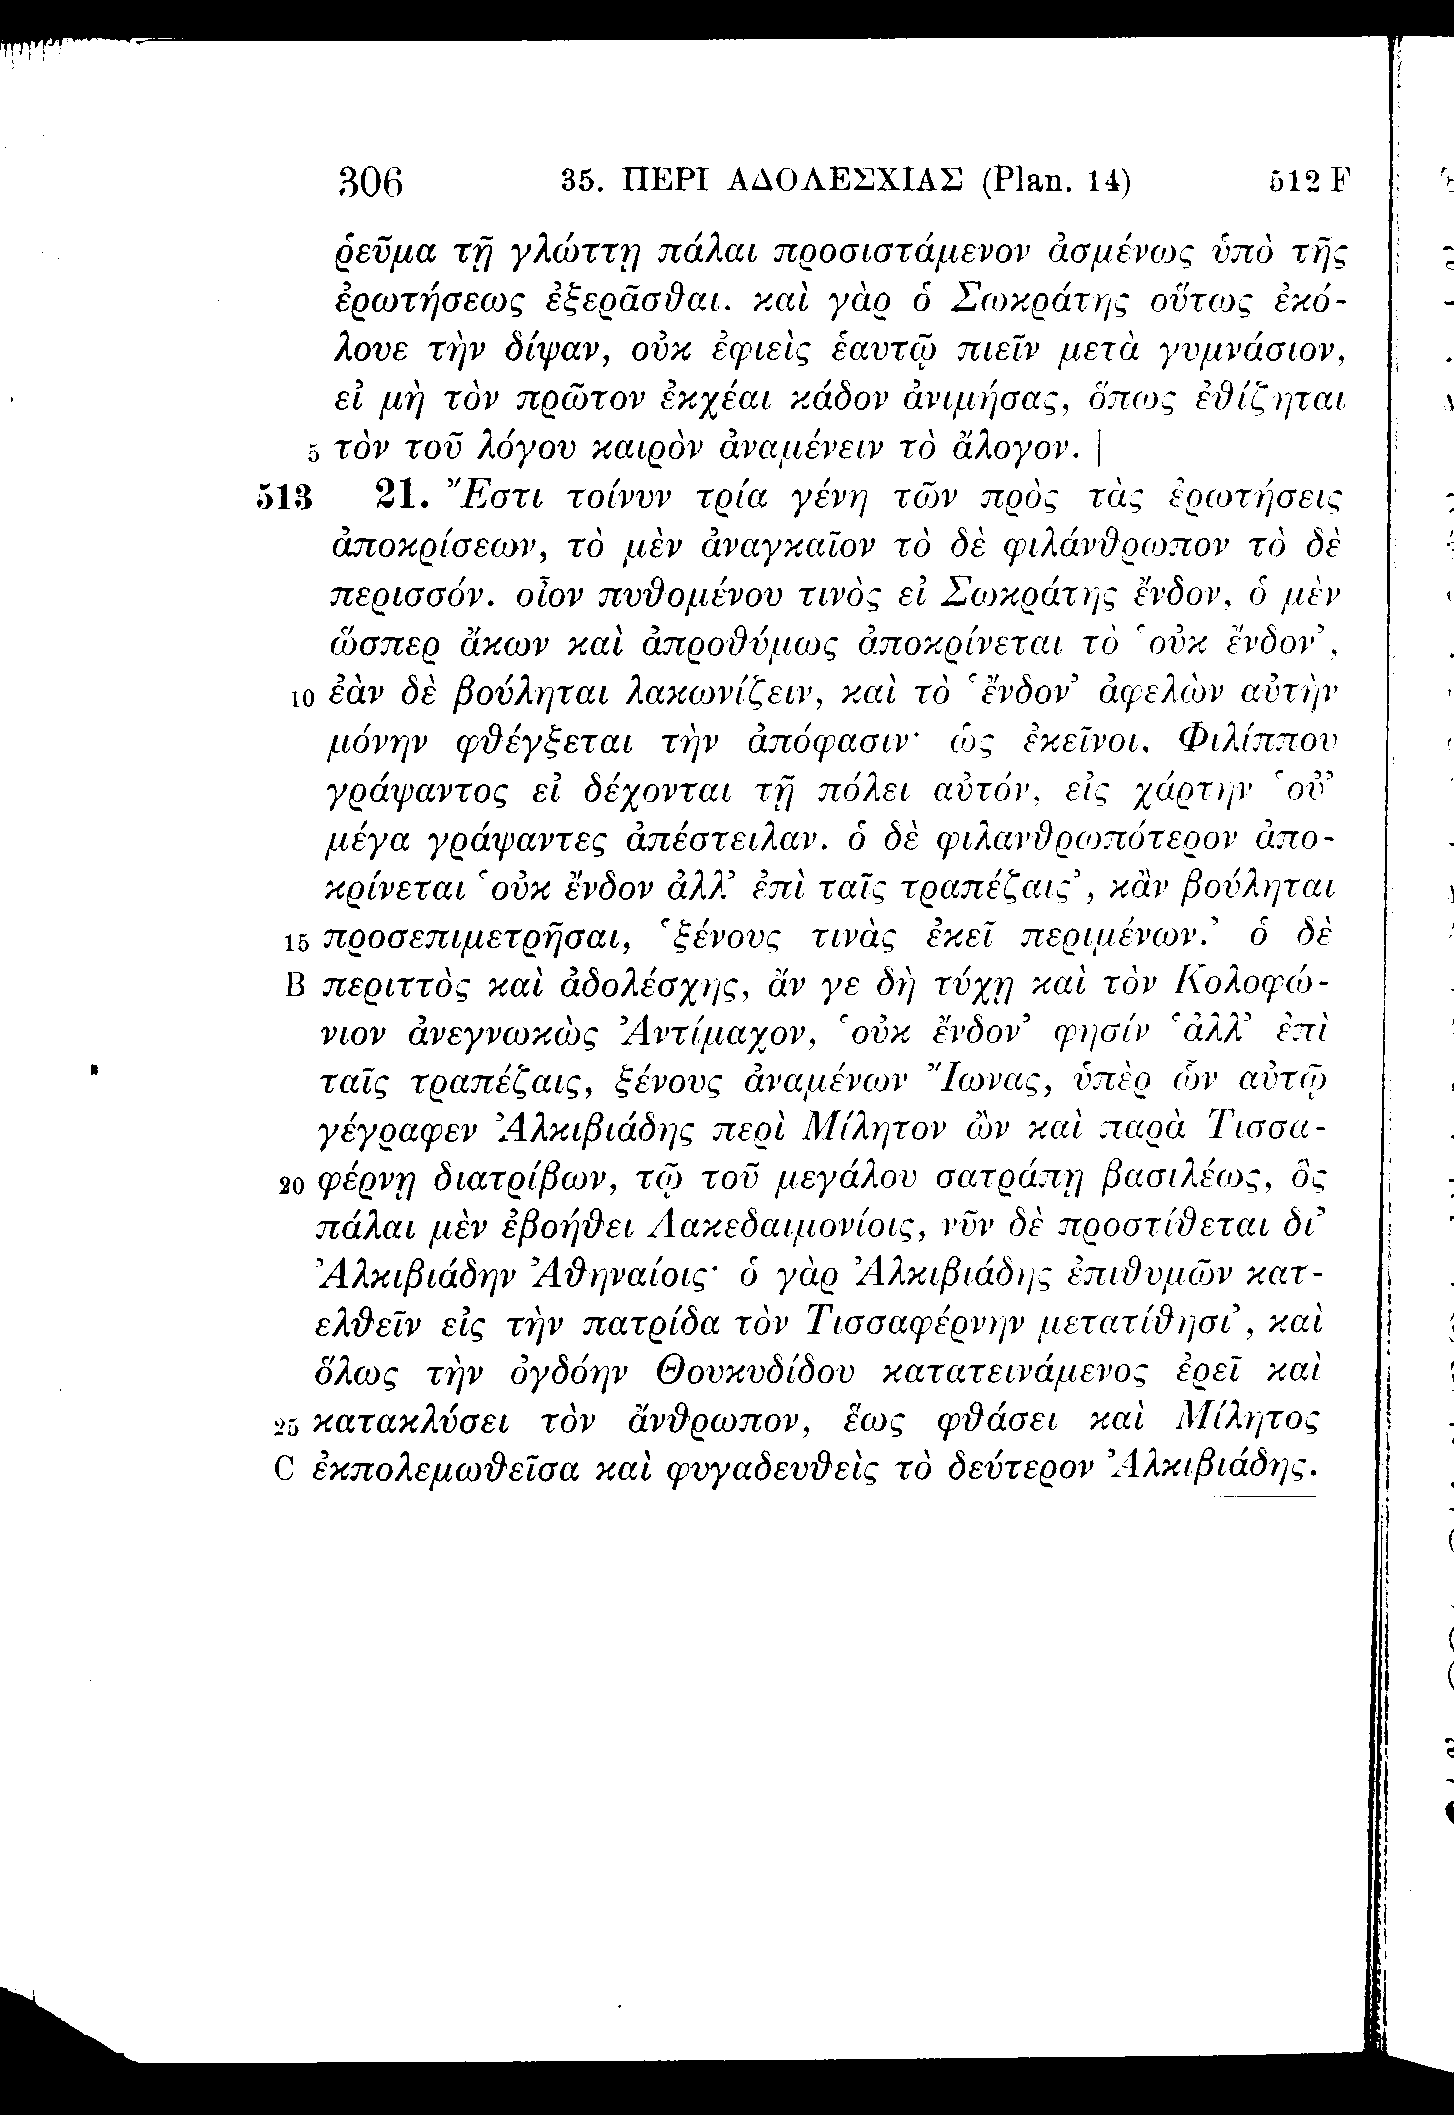 306 35. ΠΕΡΙ ΑΔΟΛΕΣΧΙΑΣ (Plan. 14) 512 F
ῥεῦμα τῇ γλώττῃ πάλαι προσιστάμενον ἀσμένως ὑπὸ τῆς
ἐρωτήσεως ἐξερᾶσθαι. καὶ γὰρ ὁ Σωκράτης οὕτως ἐκό-
λουε τὴν δίψαν, οὐκ ἐφιεὶς ἑαυτῷ πιεῖν μετὰ γυμνάσιον,
εἰ μὴ τὸν πρῶτον ἐκχέαι κάδον ἀνιμήσας, ὅπως ἐθίζηται
5 τὸν τοῦ λόγου καιρὸν ἀναμένειν τὸ ἄλογον. |
513 21. Ἔστι τοίνυν τρία γένη τῶν πρὸς τὰς ἐρωτήσεις
ἀποκρίσεων, τὸ μὲν ἀναγκαῖον τὸ δὲ φιλάνθρωπον τὸ δὲ
περισσόν. οἷον πυθομένου τινὸς εἰ Σωκράτης ἔνδον, ὁ μὲν
ὥσπερ ἄκων καὶ ἀπροθύμως ἀποκρίνεται τὸ ‘οὐκ ἔνδον’,
10 ἐὰν δὲ βούληται λακωνίζειν, καὶ τὸ ‘ἔνδον’ ἀφελὼν αὐτὴν
μόνην φθέγξεται τὴν ἀπόφασιν· ὡς ἐκεῖνοι, Φιλίππου
γράψαντος εἰ δέχονται τῇ πόλει αὐτόν, εἰς χάρτην ‘οὔ’
μέγα γράψαντες ἀπέστειλαν. ὁ δὲ φιλανθρωπότερον ἀπο-
κρίνεται ‘οὐκ ἔνδον ἀλλ’ ἐπὶ ταῖς τραπέζαις’, κἂν βούληται
15 προσεπιμετρῆσαι, ‘ξένους τινὰς ἐκεῖ περιμένων.’ ὁ δὲ
B περιττὸς καὶ ἀδολέσχης, ἄν γε δὴ τύχῃ καὶ τὸν Κολοφώ-
νιον ἀνεγνωκὼς Ἀντίμαχον, ‘οὐκ ἔνδον’ φησίν ‘ἀλλ’ ἐπὶ
ταῖς τραπέζαις, ξένους ἀναμένων Ἴωνας, ὑπὲρ ὧν αὐτῷ
γέγραφεν Ἀλκιβιάδης περὶ Μίλητον ὢν καὶ παρὰ Τισσα-
20 φέρνῃ διατρίβων, τῷ τοῦ μεγάλου σατράπῃ βασιλέως, ὃς
πάλαι μὲν ἐβοήθει Λακεδαιμονίοις, νῦν δὲ προστίθεται δι’
Ἀλκιβιάδην Ἀθηναίοις· ὁ γὰρ Ἀλκιβιάδης ἐπιθυμῶν κατ-
ελθεῖν εἰς τὴν πατρίδα τὸν Τισσαφέρνην μετατίθησι’, καὶ
ὅλως τὴν ὀγδόην Θουκυδίδου κατατεινάμενος ἐρεῖ καὶ
25 κατακλύσει τὸν ἄνθρωπον, ἕως φθάσει καὶ Μίλητος
C ἐκπολεμωθεῖσα καὶ φυγαδευθεὶς τὸ δεύτερον Ἀλκιβιάδης.